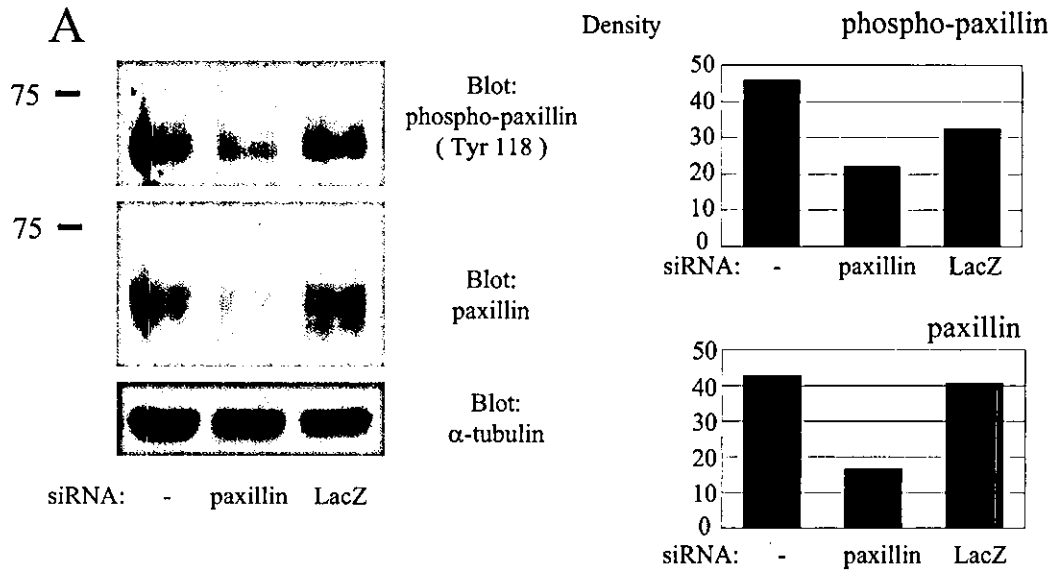 A
75
Blot:
phospho-paxillin
( Tyr 118 )
75
Blot:
paxillin
Blot:
α-tubulin
siRNA: - paxillin LacZ
Density
phospho-paxillin
50
40
30
20
10
0
siRNA: - paxillin LacZ
paxillin
50
40
30
20
10
0
siRNA: - paxillin LacZ